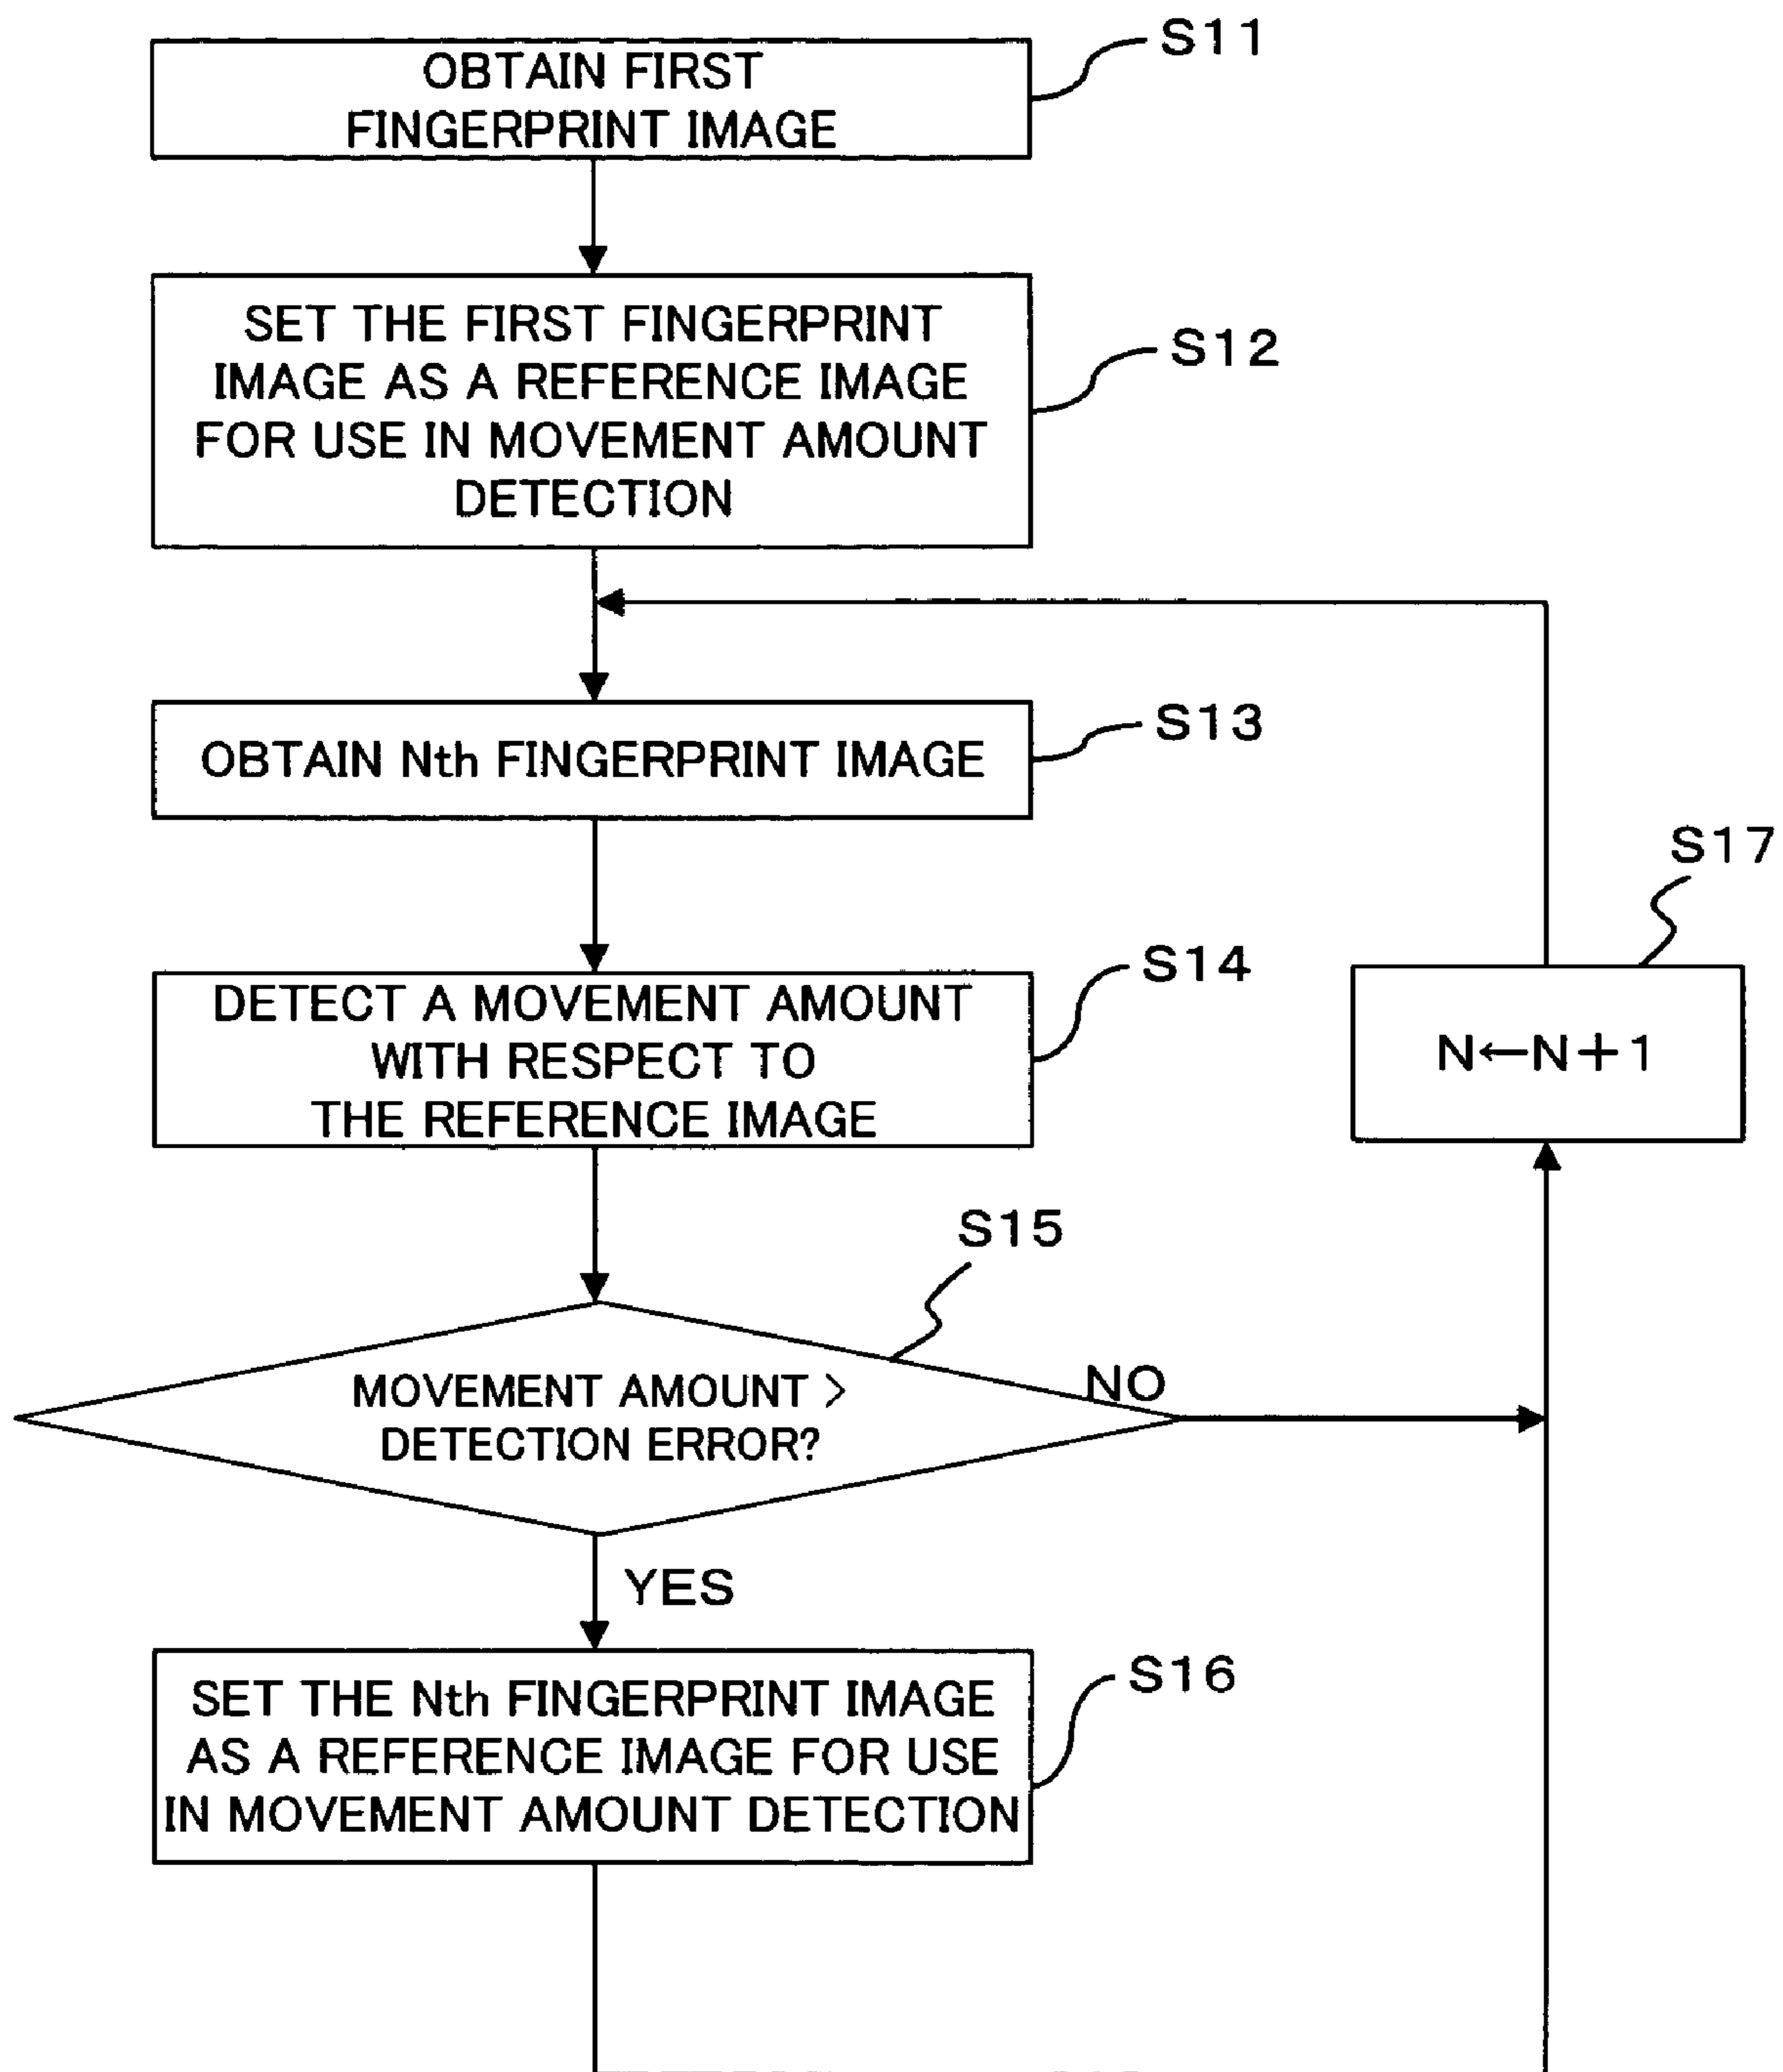 S11
OBTAIN FIRST
FINGERPRINT IMAGE
SET THE FIRST FINGERPRINT
IMAGE AS A REFERENCE IMAGE
FOR USE IN MOVEMENT AMOUNT
DETECTION
S12
S13
OBTAIN Nth FINGERPRINT IMAGE
S17
S14
DETECT A MOVEMENT AMOUNT
WITH RESPECT TO
THE REFERENCE IMAGE
N←N+1
S15
MOVEMENT AMOUNT >
DETECTION ERROR?
NO
YES
S16
SET THE Nth FINGERPRINT IMAGE
AS A REFERENCE IMAGE FOR USE
IN MOVEMENT AMOUNT DETECTION